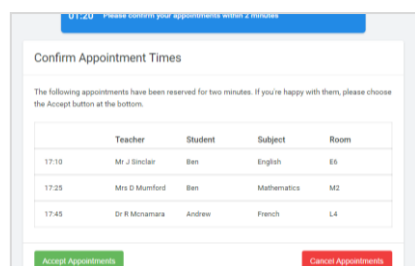 01:20 Please confirm your appointments within 2 minutes
Confirm Appointment Times
The following appointments have been reserved for two minutes. If you're happy with them, please choose
the Accept button at the bottom.
Teacher Student Subject Room
17:10 Mr J Sinclair Ben English E6
17:25 Mrs D Mumford Ben Mathematics M2
17:45 Dr R Mcnamara Andrew French L4
Accept Appointments Cancel Appointments